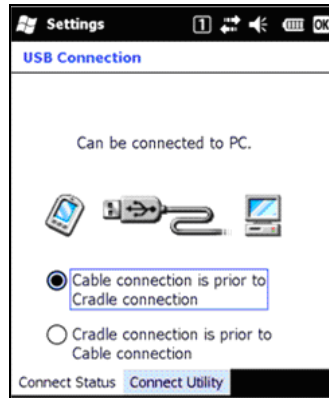 Settings 1 OK
USB Connection
Can be connected to PC.
Cable connection is prior to
Cradle connection
Cradle connection is prior to
Cable connection
Connect Status Connect Utility